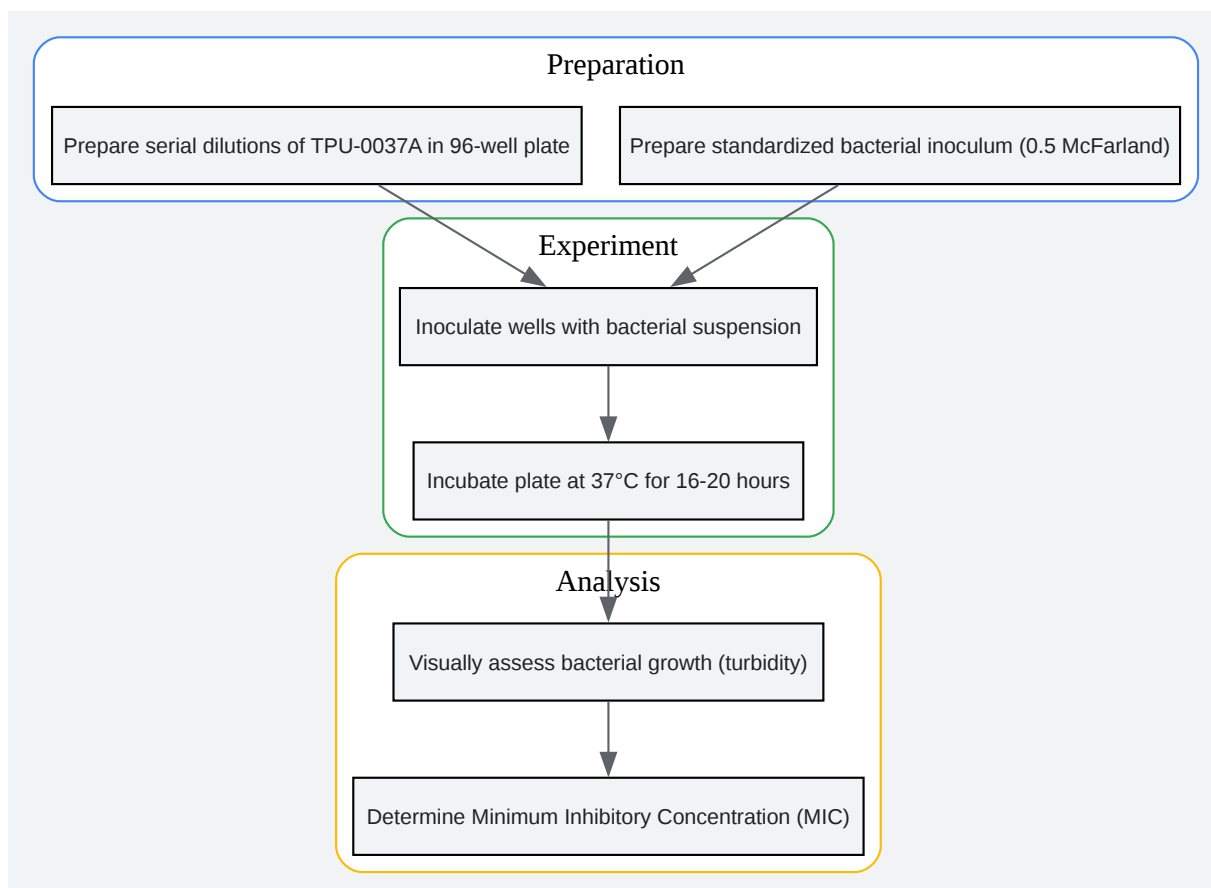 Preparation
Prepare serial dilutions of TPU-0037A in 96-well plate
Prepare standardized bacterial inoculum (0.5 McFarland)
Experiment
Inoculate wells with bacterial suspension
Incubate plate at 37°C for 16-20 hours
Analysis
Visually assess bacterial growth (turbidity)
Determine Minimum Inhibitory Concentration (MIC)